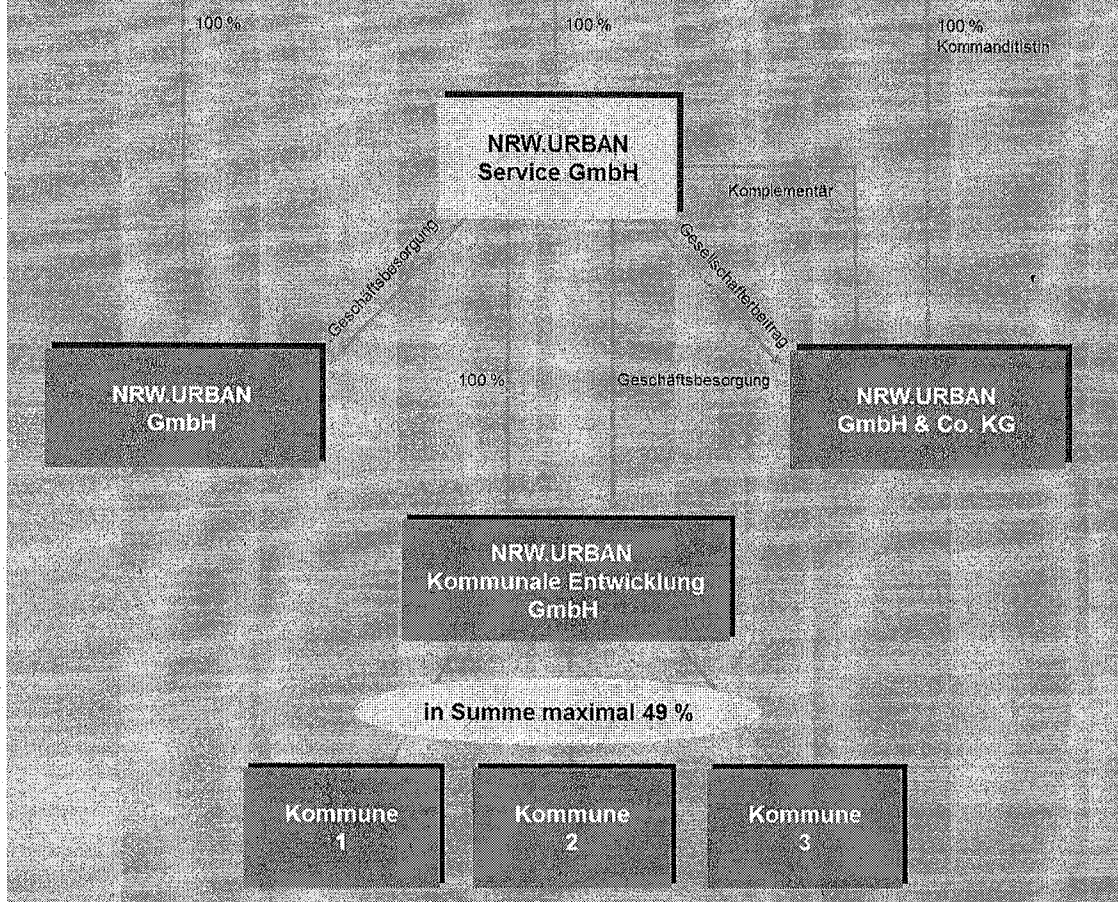 100 %
100 %
100 %
Kommanditistin
NRW.URBAN
Service GmbH
Komplementär
Geschäftsbesorgung
Gesellschafterbeitrag
NRW.URBAN
GmbH
100 %
Geschäftsbesorgung
NRW.URBAN
GmbH & Co. KG
NRW.URBAN
Kommunale Entwicklung
GmbH
in Summe maximal 49 %
Kommune
1
Kommune
2
Kommune
3